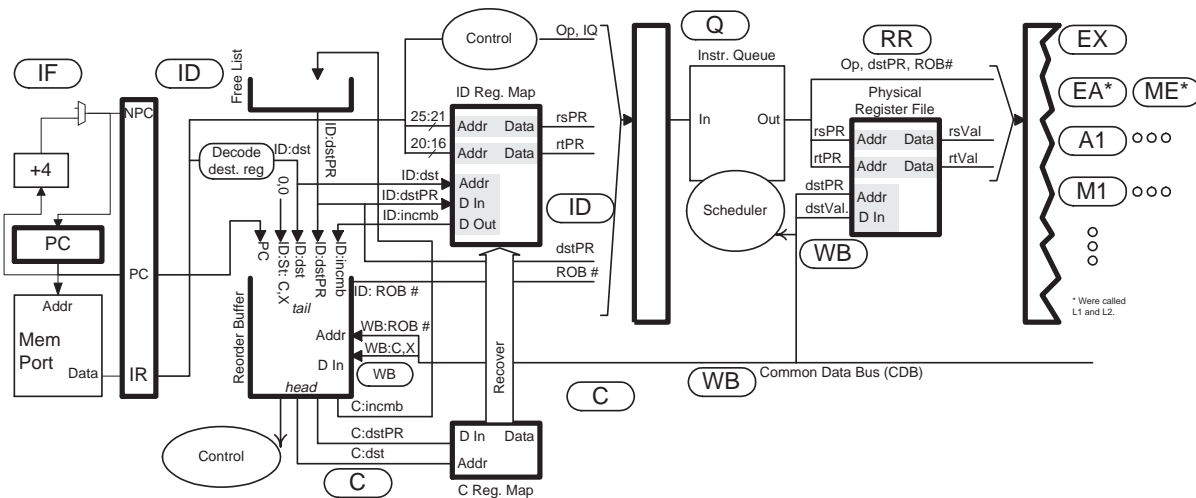 IF
ID
Free List
Control
Op, IQ
Q
Instr. Queue
RR
EX
Op, dstPR, ROB#
EA*
ME*
Physical
Register File
ID Reg. Map
NPC
25:21
Addr
Data
rsPR
20:16
Addr
Data
rtPR
In
Out
rsPR
Addr
Data
rsVal
rtPR
Addr
Data
rtVal
A1
M1
+4
Decode
dest. reg
ID:dst
ID:dstPR
0,0
ID:dst
Addr
ID:dstPR
D In
ID:incmb
D Out
ID
Scheduler
dstPR
Addr
dstVal.
D In
WB
PC
PC
PC
ID:St: C,X
ID:dst
ID:dstPR
ID:incmb
dstPR
ROB #
ID: ROB #
tail
Reorder Buffer
Addr
WB:ROB #
WB:C,X
D In
WB
head
Addr
Mem
Port
Data
IR
* Were called
L1 and L2.
Recover
WB
Common Data Bus (CDB)
C
C:incmb
C:dstPR
D In
Data
C:dst
Addr
Control
C
C Reg. Map